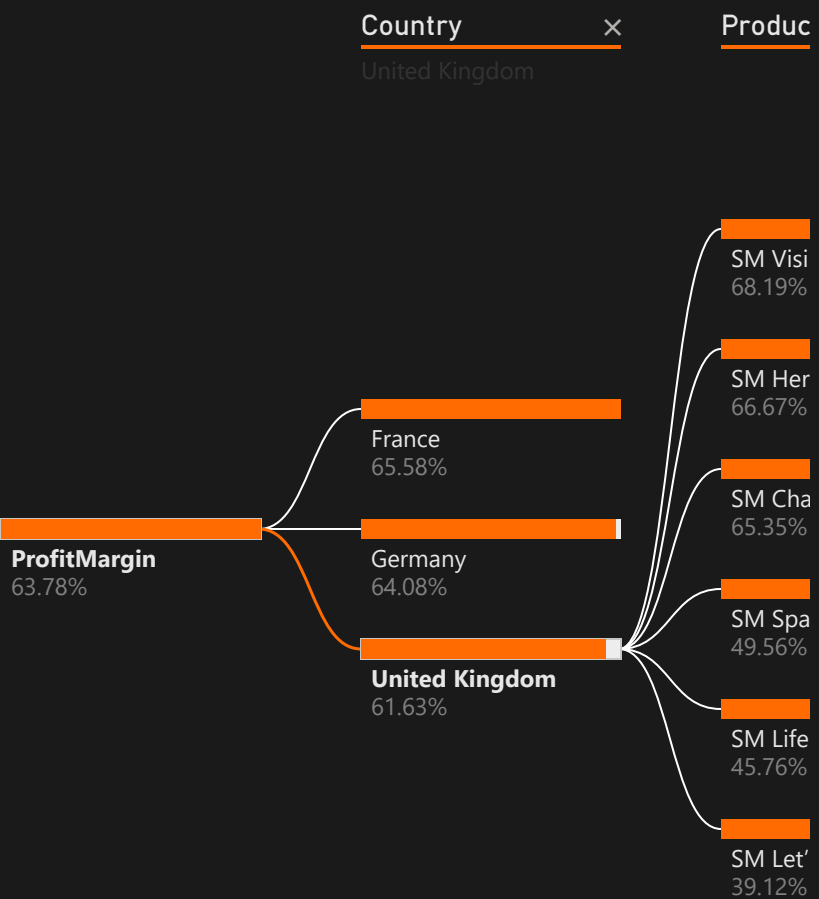 Country ×
Produc
United Kingdom
ProfitMargin
63.78%
France
65.58%
Germany
64.08%
United Kingdom
61.63%
SM Visi
68.19%
SM Her
66.67%
SM Cha
65.35%
SM Spa
49.56%
SM Life
45.76%
SM Let’
39.12%